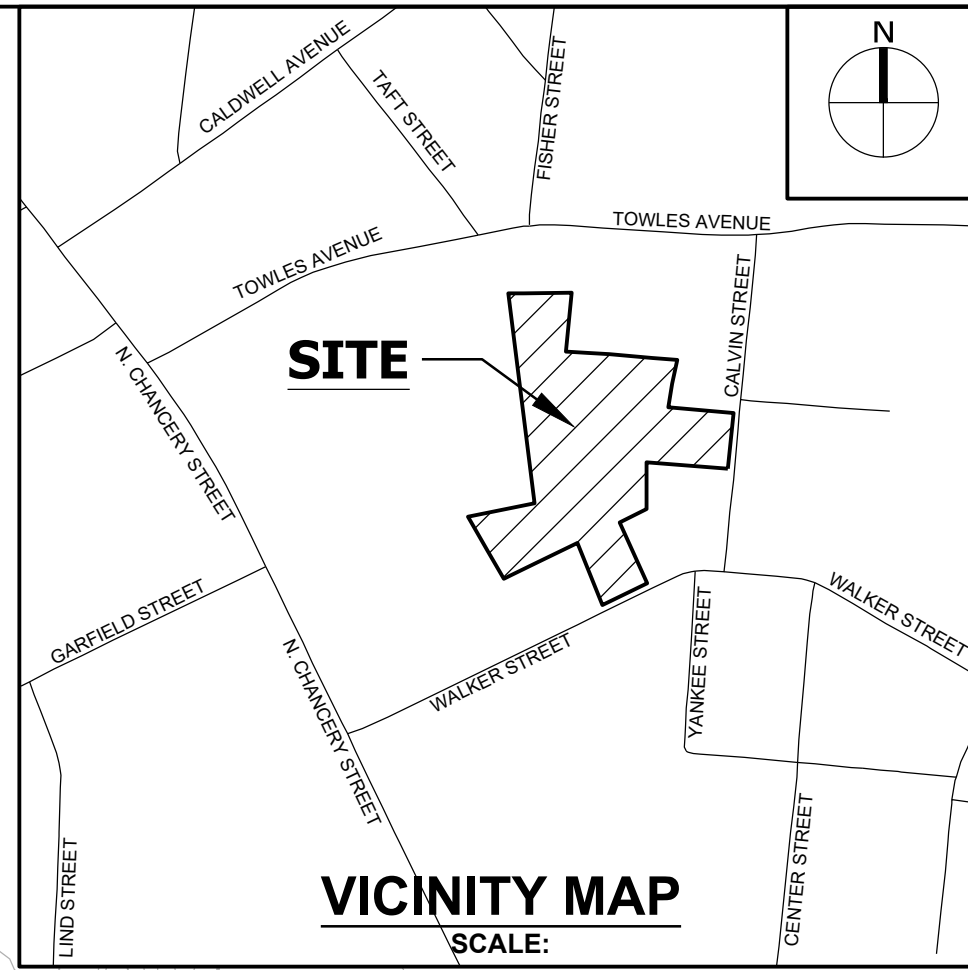 N
CALDWELL AVENUE
TAFT STREET
FISHER STREET
TOWLES AVENUE
TOWLES AVENUE
CALVIN STREET
SITE
N. CHANCERY STREET
GARFIELD STREET
WALKER STREET
YANKEE STREET
WALKER STREET
N. CHANCERY STREET
LIND STREET
CENTER STREET
VICINITY MAP
SCALE: